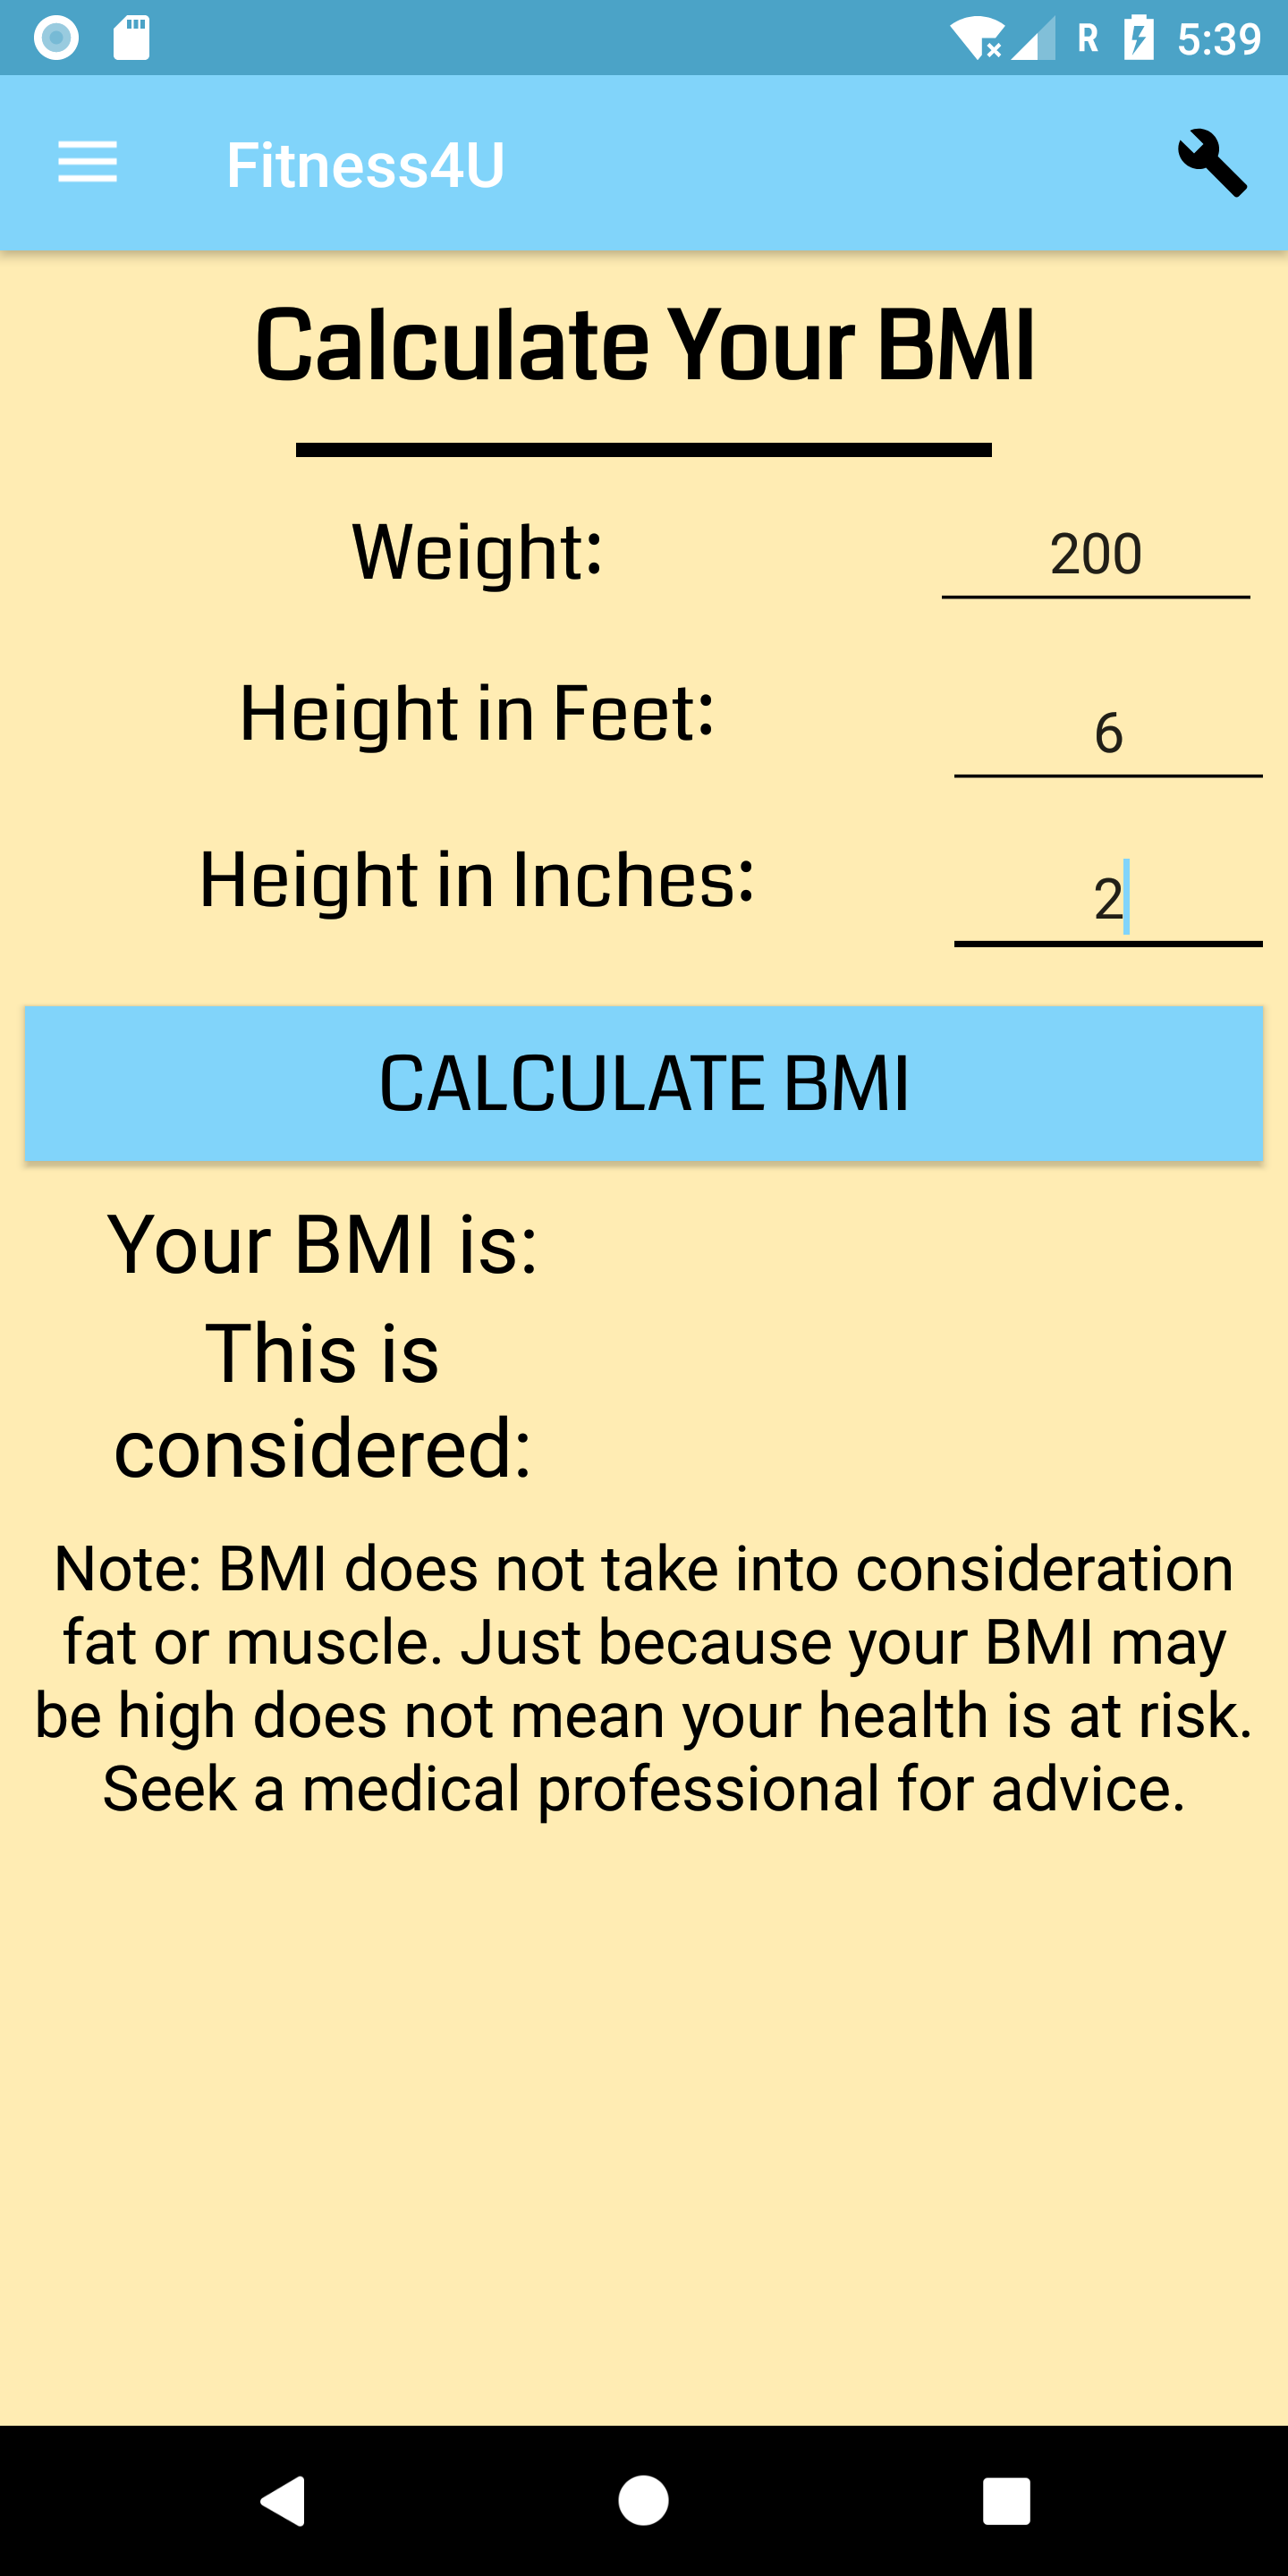 R 5:39
Fitness4U
Calculate Your BMI
Weight: 200
Height in Feet: 6
Height in Inches: 2
CALCULATE BMI
Your BMI is:
This is
considered:
Note: BMI does not take into consideration
fat or muscle. Just because your BMI may
be high does not mean your health is at risk.
Seek a medical professional for advice.